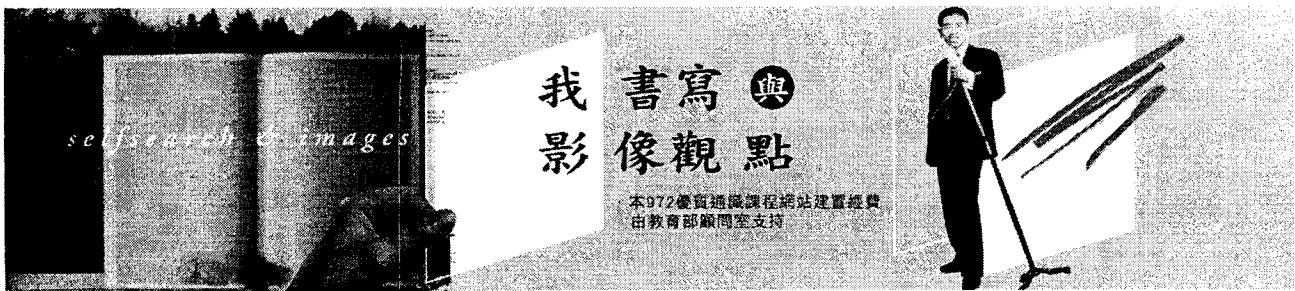 selfsearch & images
我書寫與
影像觀點
本972優質通識課程網站建置經費
由教育部顧問室支持